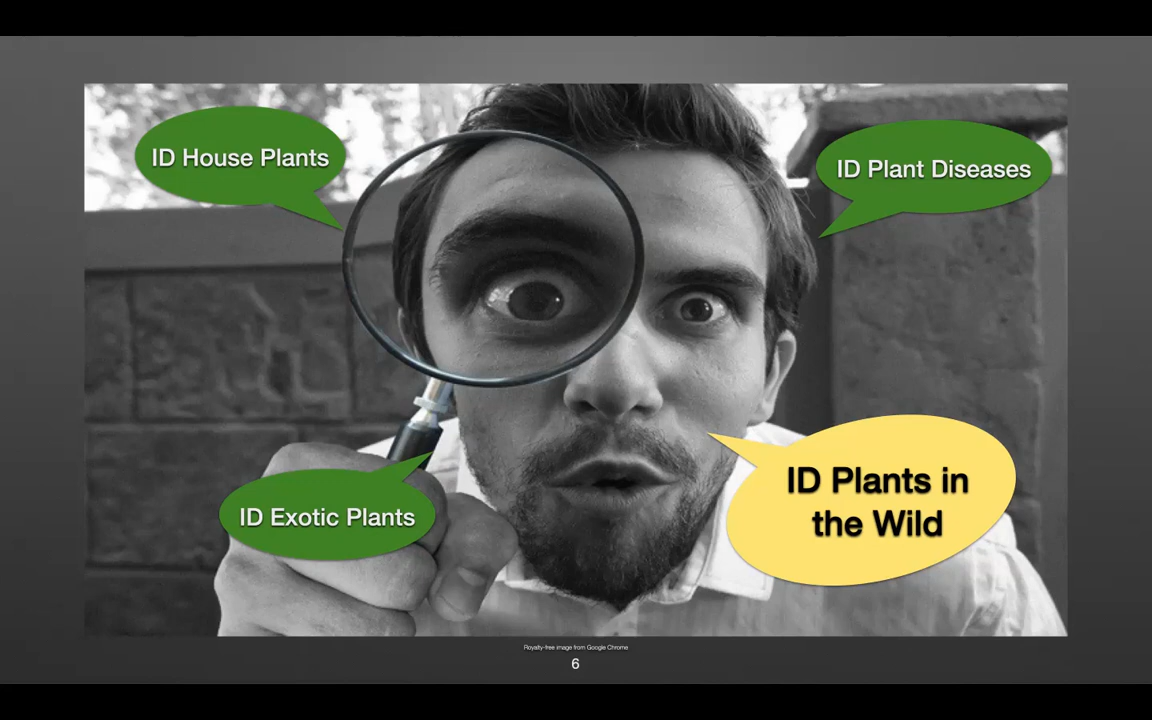 ID House Plants
ID Plant Diseases
ID Exotic Plants
ID Plants in
the Wild
Royalty-free image from Google Chrome
6